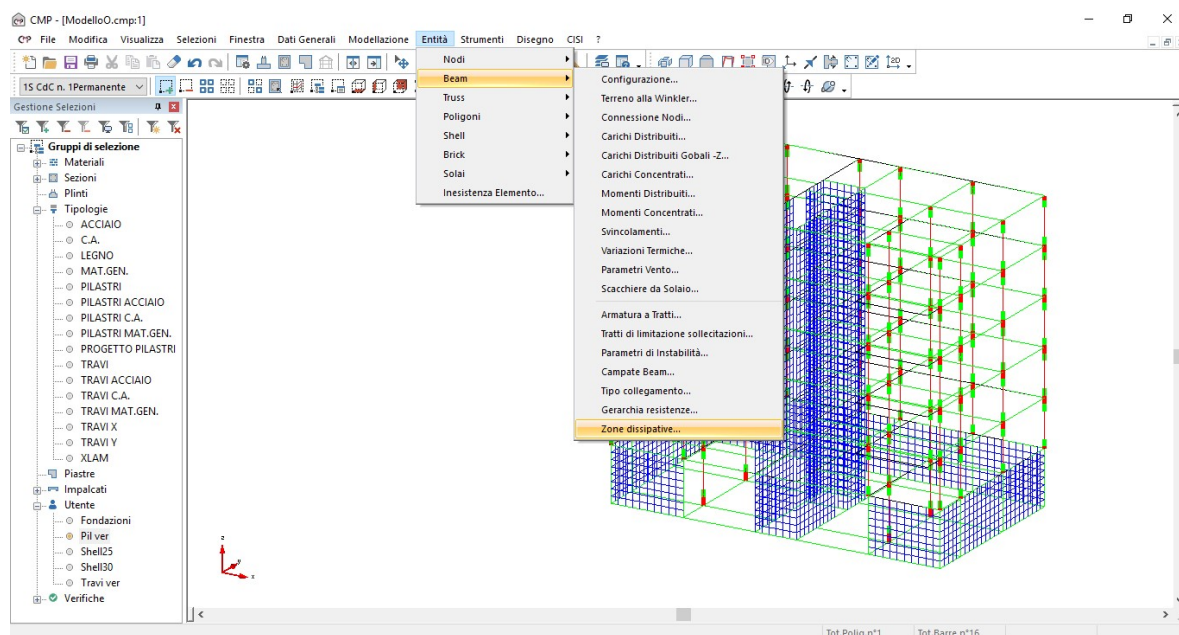 CMP - [ModelloO.cmp:1]
File Modifica Visualizza Selezioni Finestra Dati Generali Modellazione Entità Strumenti Disegno CISI ?
1S CdC n. 1Permanente
Gestione Selezioni
Gruppi di selezione
Materiali
Sezioni
Plinti
Tipologie
ACCIAIO
C.A.
LEGNO
MAT.GEN.
PILASTRI
PILASTRI ACCIAIO
PILASTRI C.A.
PILASTRI MAT.GEN.
PROGETTO PILASTRI
TRAVI
TRAVI ACCIAIO
TRAVI C.A.
TRAVI MAT.GEN.
TRAVI X
TRAVI Y
XLAM
Piastre
Impalcati
Utente
Fondazioni
Pil ver
Shell25
Shell30
Travi ver
Verifiche
Nodi
Beam
Truss
Poligoni
Shell
Brick
Solai
Inesistenza Elemento...
Configurazione...
Terreno alla Winkler...
Connessione Nodi...
Carichi Distribuiti...
Carichi Distribuiti Gobali -Z...
Carichi Concentrati...
Momenti Distribuiti...
Momenti Concentrati...
Svincolamenti...
Variazioni Termiche...
Parametri Vento...
Scacchiere da Solaio...
Armatura a Tratti...
Tratti di limitazione sollecitazioni...
Parametri di Instabilità...
Campate Beam...
Tipo collegamento...
Gerarchia resistenze...
Zone dissipative...
z
y
x
Tot Polig n°1 Tot Barre n°16